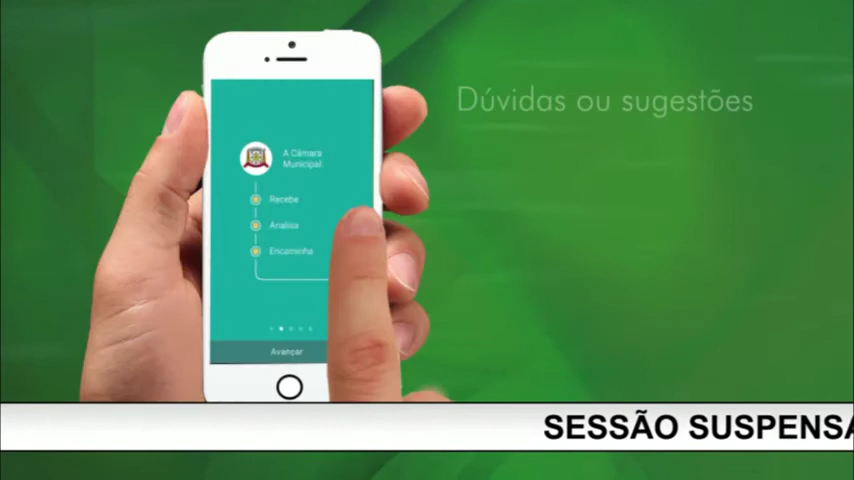 Dúvidas ou sugestões
A Câmara
Municipal:
Recebe
Analisa
Encaminha
Avançar
SESSÃO SUSPENSA